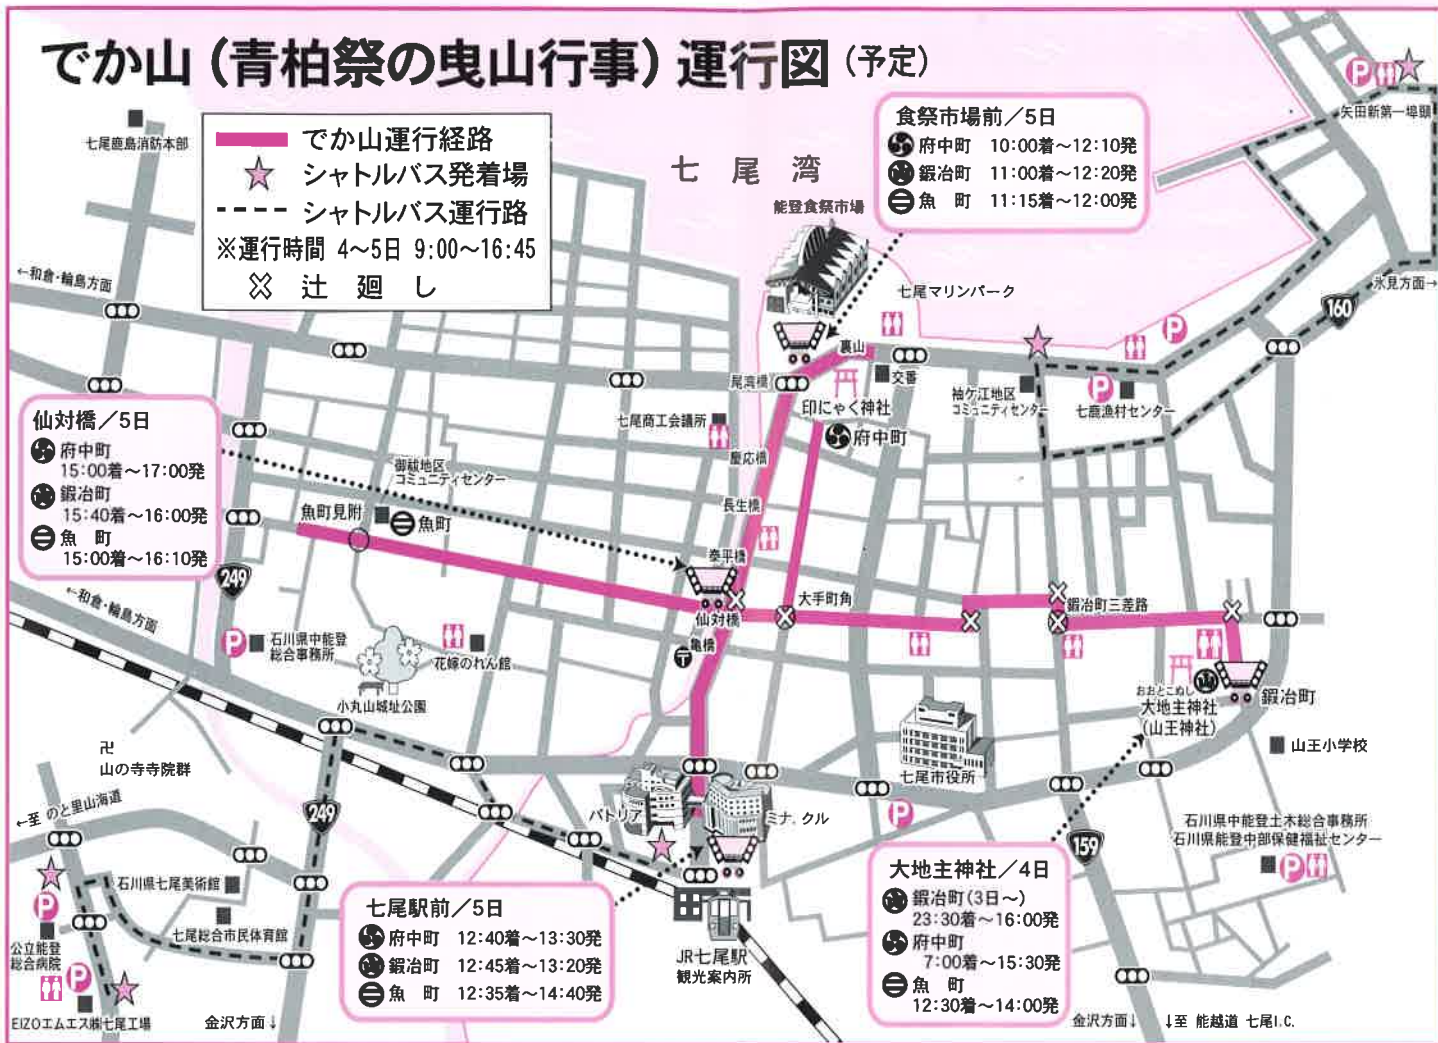 でか山(青柏祭の曳山行事)運行図(予定)
七尾鹿島消防本部
でか山運行経路
シャトルバス発着場
シャトルバス運行路
※運行時間 4~5日 9:00~16:45
辻廻し
七尾湾
食祭市場前/5日
府中町 10:00着~12:10発
鍛冶町 11:00着~12:20発
魚町 11:15着~12:00発
P
矢田新第一埠頭
能登食祭市場
←和倉・輪島方面
七尾マリンパーク
氷見方面→
160
P
裏山
交番
尾湾橋
印にゃく神社
袖ケ江地区
コミュニティセンター
P
七鹿漁村センター
七尾商工会議所
府中町
慶応橋
仙対橋/5日
府中町
15:00着~17:00発
鍛冶町
15:40着~16:00発
魚町
15:00着~16:10発
御祓地区
コミュニティセンター
長生橋
魚町見附
魚町
泰平橋
249
←和倉・輪島方面
大手町角
鍛冶町三差路
仙対橋
亀橋
P
石川県中能登
総合事務所
花嫁のれん館
小丸山城址公園
おおとこぬし
大地主神社
(山王神社)
鍛冶町
山王小学校
卍
山の寺寺院群
七尾市役所
←至 のと里山海道
249
パトリア
ミナ.クル
P
159
石川県中能登土木総合事務所
石川県能登中部保健福祉センター
P
石川県七尾美術館
P
七尾総合市民体育館
公立能登
総合病院
P
EIZOエムエス㈱七尾工場
金沢方面↓
七尾駅前/5日
府中町 12:40着~13:30発
鍛冶町 12:45着~13:20発
魚町 12:35着~14:40発
JR七尾駅
観光案内所
大地主神社/4日
鍛冶町(3日~)
23:30着~16:00発
府中町
7:00着~15:30発
魚町
12:30着~14:00発
金沢方面↓
↓至 能越道 七尾I.C.